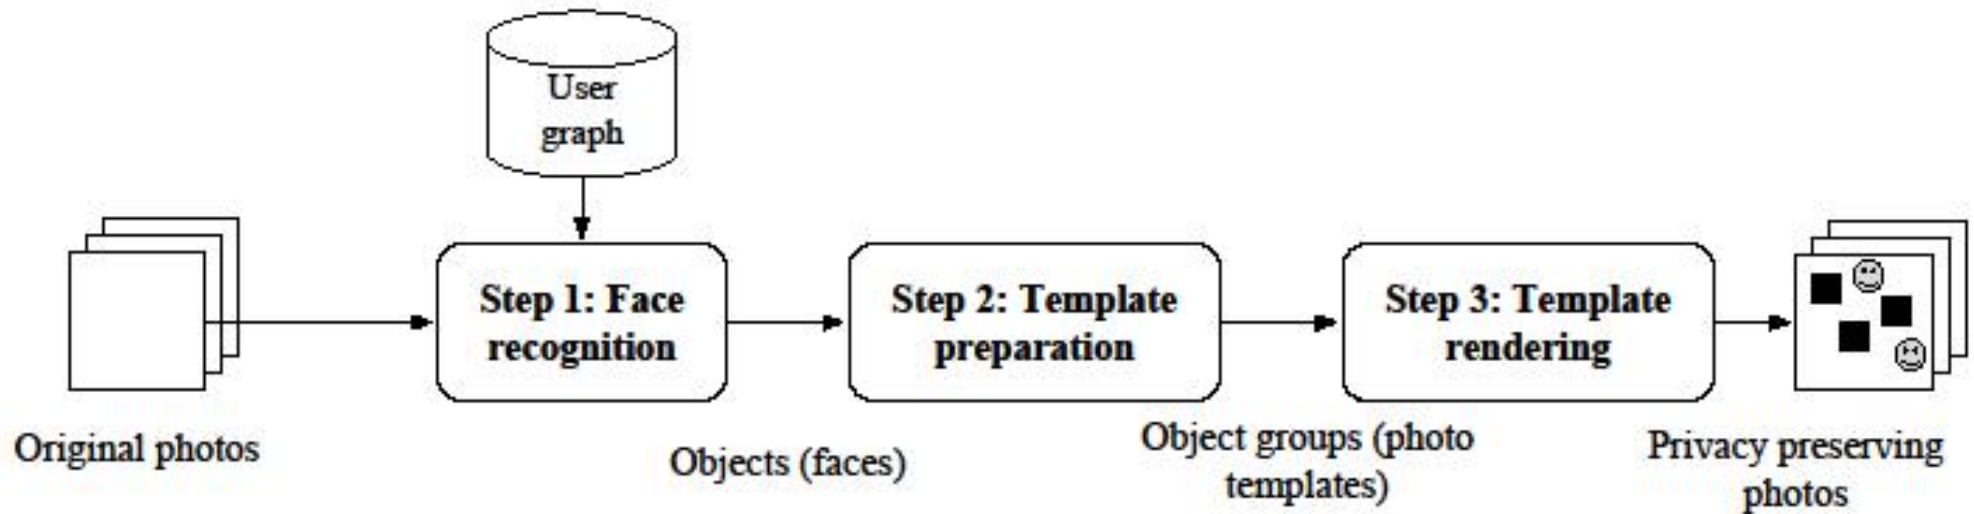 User
graph
Step 1: Face
recognition
Step 2: Template
preparation
Step 3: Template
rendering
Original photos
Objects (faces)
Object groups (photo
templates)
Privacy preserving
photos